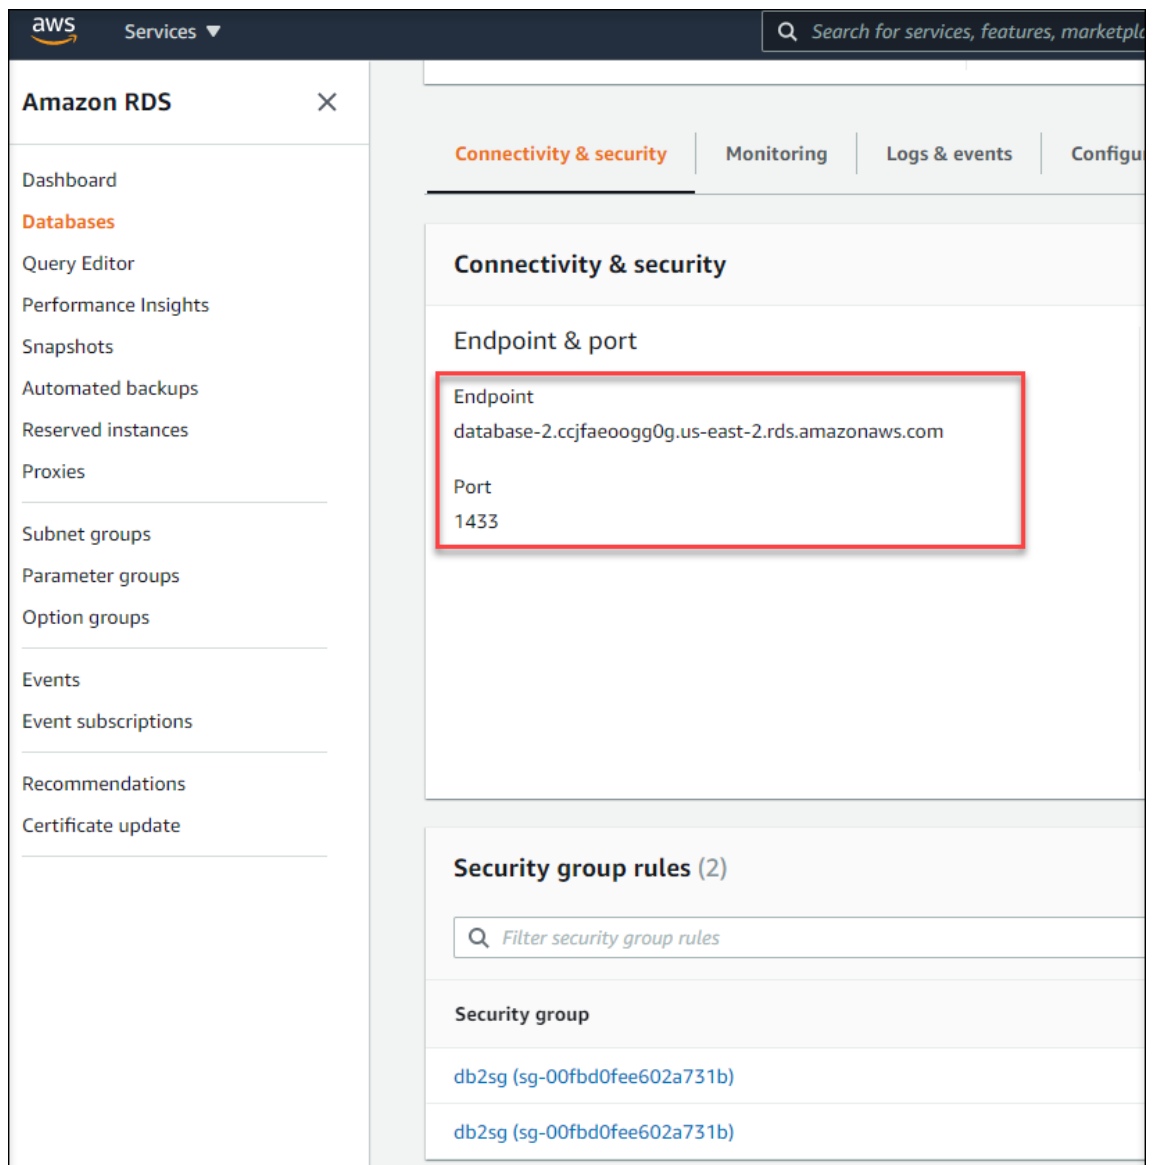 aws Services ▼ Search for services, features, marketpl
Amazon RDS
Dashboard
Databases
Query Editor
Performance Insights
Snapshots
Automated backups
Reserved instances
Proxies
Subnet groups
Parameter groups
Option groups
Events
Event subscriptions
Recommendations
Certificate update
Connectivity & security Monitoring Logs & events Configu
Connectivity & security
Endpoint & port
Endpoint
database-2.ccjfaeoogg0g.us-east-2.rds.amazonaws.com
Port
1433
Security group rules (2)
Filter security group rules
Security group
db2sg (sg-00fbd0fee602a731b)
db2sg (sg-00fbd0fee602a731b)